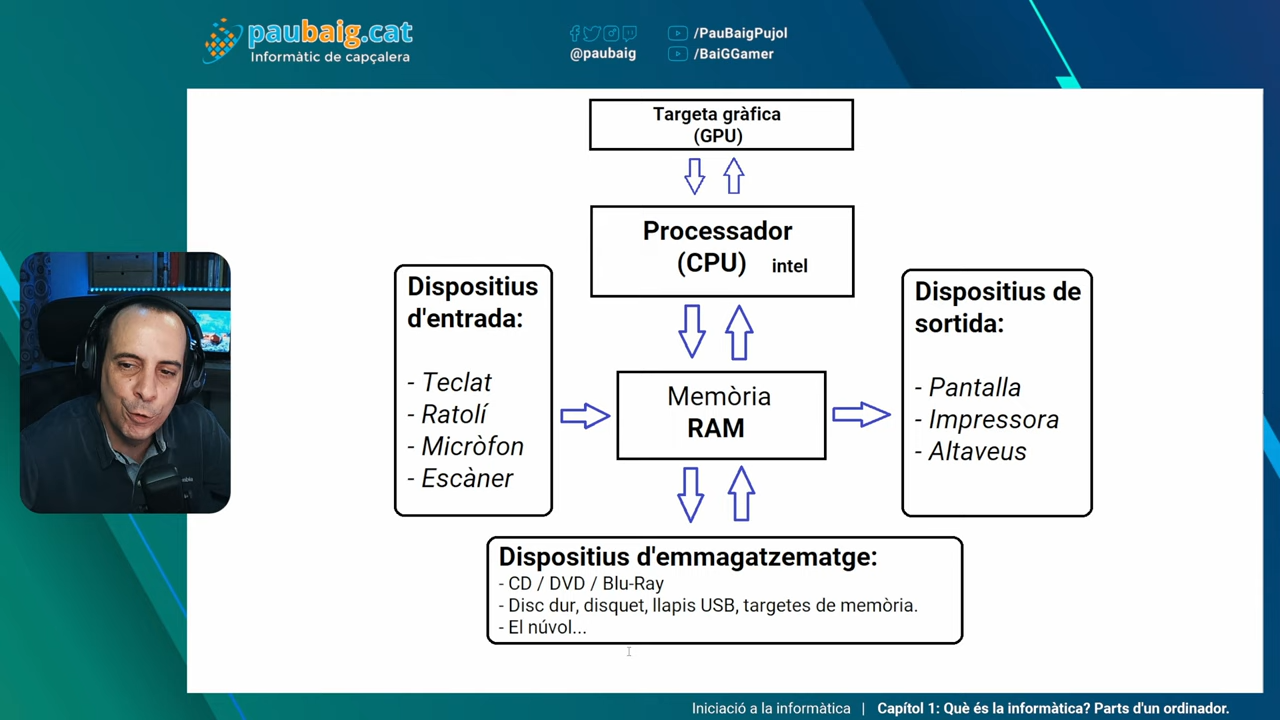 paubaig.cat
Informàtic de capçalera
@paubaig
/PauBaigPujol
/BaiGGamer
Targeta gràfica
(GPU)
Processador
(CPU) intel
Dispositius
d'entrada:
- Teclat
- Ratolí
- Micròfon
- Escàner
Memòria
RAM
Dispositius de
sortida:
- Pantalla
- Impressora
- Altaveus
Dispositius d'emmagatzematge:
- CD / DVD / Blu-Ray
- Disc dur, disquet, llapis USB, targetes de memòria.
- El núvol...
Iniciació a la informàtica | Capítol 1: Què és la informàtica? Parts d'un ordinador.